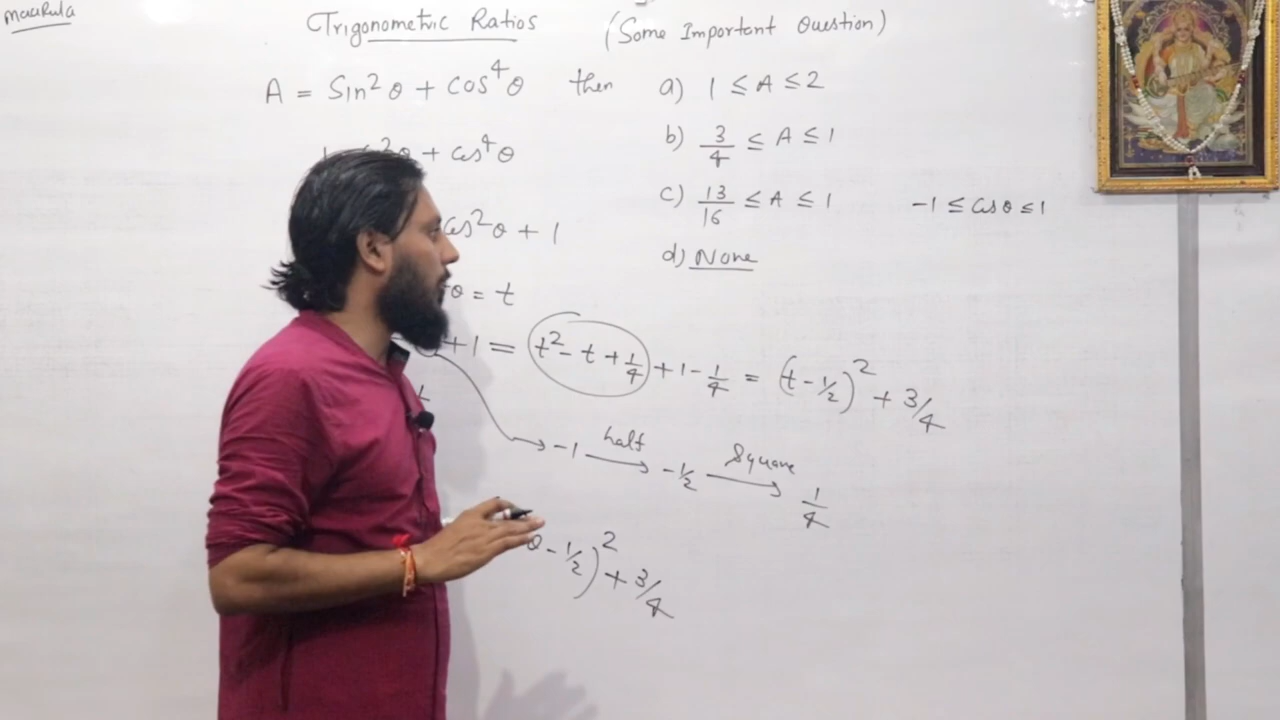 Trigonometric Ratios (Some Important Question)
A = Sin²θ + cos⁴θ then a) 1 ≤ A ≤ 2
b) 3/4 ≤ A ≤ 1
²θ + cos⁴θ
c) 13/16 ≤ A ≤ 1 -1 ≤ cosθ ≤ 1
cos²θ + 1
d) None
θ = t
+1 = t² - t + 1/4 + 1 - 1/4 = (t - 1/2)² + 3/4
-1 half -1/2 Square 1/4
θ - 1/2)² + 3/4